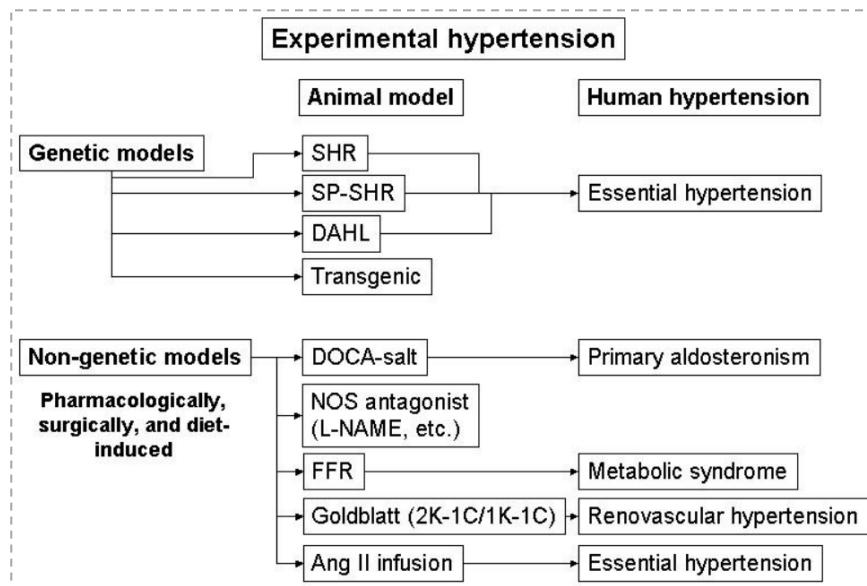 Experimental hypertension
Animal model
Human hypertension
Genetic models
SHR
SP-SHR
Essential hypertension
DAHL
Transgenic
Non-genetic models
DOCA-salt
Primary aldosteronism
Pharmacologically,
surgically, and diet-
induced
NOS antagonist
(L-NAME, etc.)
FFR
Metabolic syndrome
Goldblatt (2K-1C/1K-1C)
Renovascular hypertension
Ang II infusion
Essential hypertension